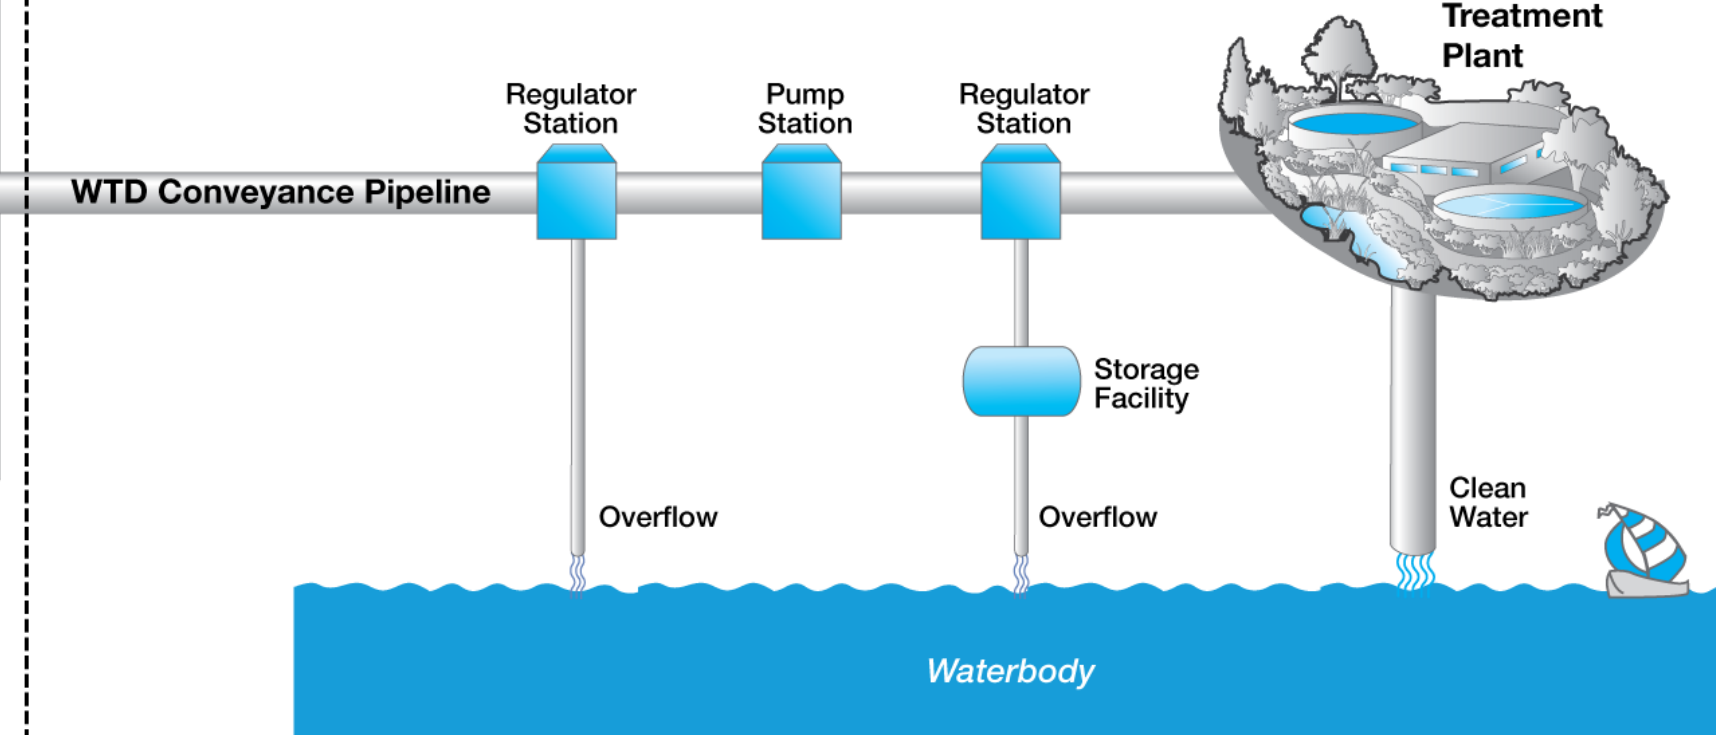 Treatment
Plant
Regulator
Station
Pump
Station
Regulator
Station
WTD Conveyance Pipeline
Storage
Facility
Overflow
Overflow
Clean
Water
Waterbody